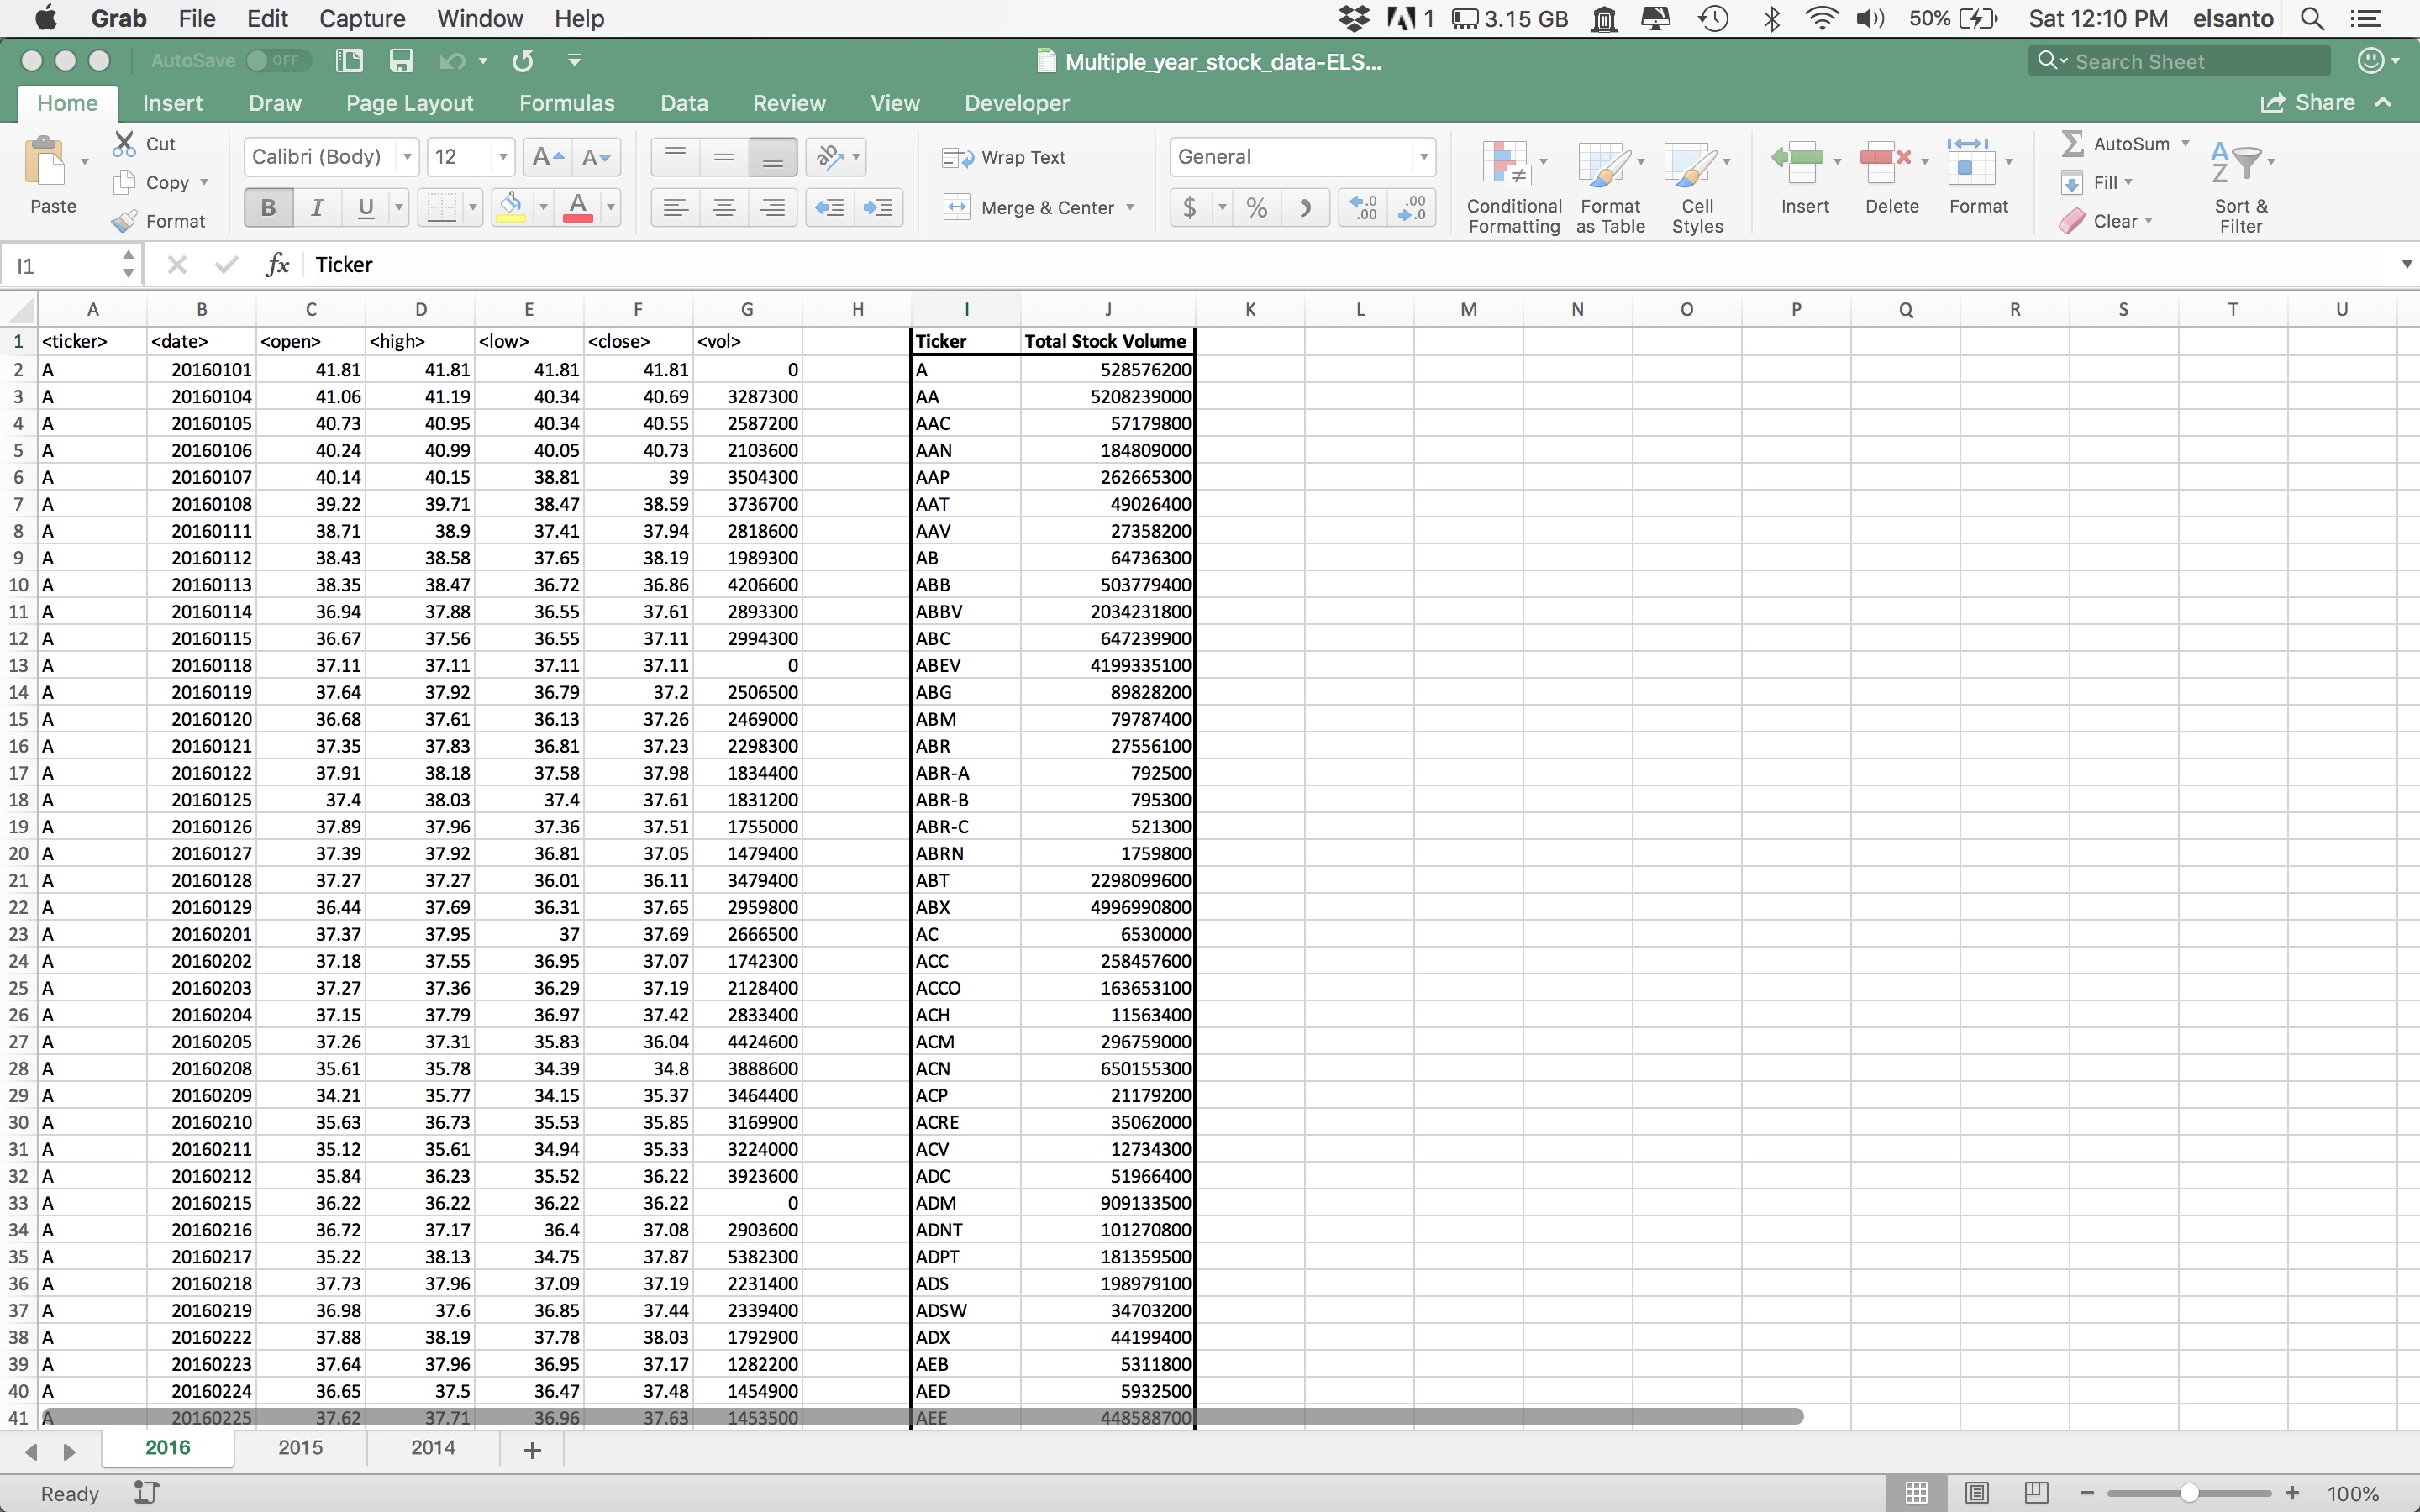 Grab File Edit Capture Window Help 1 3.15 GB 50% Sat 12:10 PM elsanto
AutoSave OFF Multiple_year_stock_data-ELS... Search Sheet
Home Insert Draw Page Layout Formulas Data Review View Developer Share
Paste Cut Copy Format Calibri (Body) 12 A A Wrap Text General Conditional Formatting Format as Table Cell Styles Insert Delete Format AutoSum Fill Clear Sort & Filter
B I U A Merge & Center $ % .0 .00 .00 .0
I1 fx Ticker
A B C D E F G H I J K L M N O P Q R S T U
1 <ticker> <date> <open> <high> <low> <close> <vol> Ticker Total Stock Volume
2 A 20160101 41.81 41.81 41.81 41.81 0 A 528576200
3 A 20160104 41.06 41.19 40.34 40.69 3287300 AA 5208239000
4 A 20160105 40.73 40.95 40.34 40.55 2587200 AAC 57179800
5 A 20160106 40.24 40.99 40.05 40.73 2103600 AAN 184809000
6 A 20160107 40.14 40.15 38.81 39 3504300 AAP 262665300
7 A 20160108 39.22 39.71 38.47 38.59 3736700 AAT 49026400
8 A 20160111 38.71 38.9 37.41 37.94 2818600 AAV 27358200
9 A 20160112 38.43 38.58 37.65 38.19 1989300 AB 64736300
10 A 20160113 38.35 38.47 36.72 36.86 4206600 ABB 503779400
11 A 20160114 36.94 37.88 36.55 37.61 2893300 ABBV 2034231800
12 A 20160115 36.67 37.56 36.55 37.11 2994300 ABC 647239900
13 A 20160118 37.11 37.11 37.11 37.11 0 ABEV 4199335100
14 A 20160119 37.64 37.92 36.79 37.2 2506500 ABG 89828200
15 A 20160120 36.68 37.61 36.13 37.26 2469000 ABM 79787400
16 A 20160121 37.35 37.83 36.81 37.23 2298300 ABR 27556100
17 A 20160122 37.91 38.18 37.58 37.98 1834400 ABR-A 792500
18 A 20160125 37.4 38.03 37.4 37.61 1831200 ABR-B 795300
19 A 20160126 37.89 37.96 37.36 37.51 1755000 ABR-C 521300
20 A 20160127 37.39 37.92 36.81 37.05 1479400 ABRN 1759800
21 A 20160128 37.27 37.27 36.01 36.11 3479400 ABT 2298099600
22 A 20160129 36.44 37.69 36.31 37.65 2959800 ABX 4996990800
23 A 20160201 37.37 37.95 37 37.69 2666500 AC 6530000
24 A 20160202 37.18 37.55 36.95 37.07 1742300 ACC 258457600
25 A 20160203 37.27 37.36 36.29 37.19 2128400 ACCO 163653100
26 A 20160204 37.15 37.79 36.97 37.42 2833400 ACH 11563400
27 A 20160205 37.26 37.31 35.83 36.04 4424600 ACM 296759000
28 A 20160208 35.61 35.78 34.39 34.8 3888600 ACN 650155300
29 A 20160209 34.21 35.77 34.15 35.37 3464400 ACP 21179200
30 A 20160210 35.63 36.73 35.53 35.85 3169900 ACRE 35062000
31 A 20160211 35.12 35.61 34.94 35.33 3224000 ACV 12734300
32 A 20160212 35.84 36.23 35.52 36.22 3923600 ADC 51966400
33 A 20160215 36.22 36.22 36.22 36.22 0 ADM 909133500
34 A 20160216 36.72 37.17 36.4 37.08 2903600 ADNT 101270800
35 A 20160217 35.22 38.13 34.75 37.87 5382300 ADPT 181359500
36 A 20160218 37.73 37.96 37.09 37.19 2231400 ADS 198979100
37 A 20160219 36.98 37.6 36.85 37.44 2339400 ADSW 34703200
38 A 20160222 37.88 38.19 37.78 38.03 1792900 ADX 44199400
39 A 20160223 37.64 37.96 36.95 37.17 1282200 AEB 5311800
40 A 20160224 36.65 37.5 36.47 37.48 1454900 AED 5932500
41 A 20160225 37.62 37.71 36.96 37.63 1453500 AEE 448588700
2016 2015 2014 +
Ready 100%